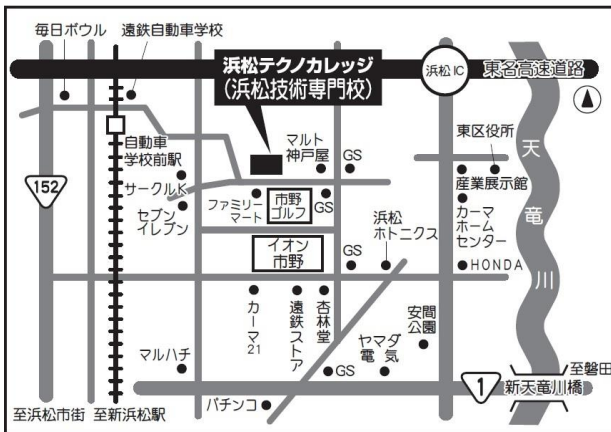 毎日ボウル
遠鉄自動車学校
浜松テクノカレッジ
(浜松技術専門校)
浜松IC
東名高速道路
自動車
学校前駅
マルト
神戸屋
GS
東区役所
天竜川
152
サークルK
セブン
イレブン
ファミリー
マート
市野
ゴルフ
GS
産業展示館
カーマ
ホーム
センター
浜松
ホトニクス
イオン
市野
GS
HONDA
カーマ21
遠鉄ストア
杏林堂
安間
公園
マルハチ
ヤマダ
電気
GS
至磐田
1
新天竜川橋
パチンコ
至浜松市街
至新浜松駅